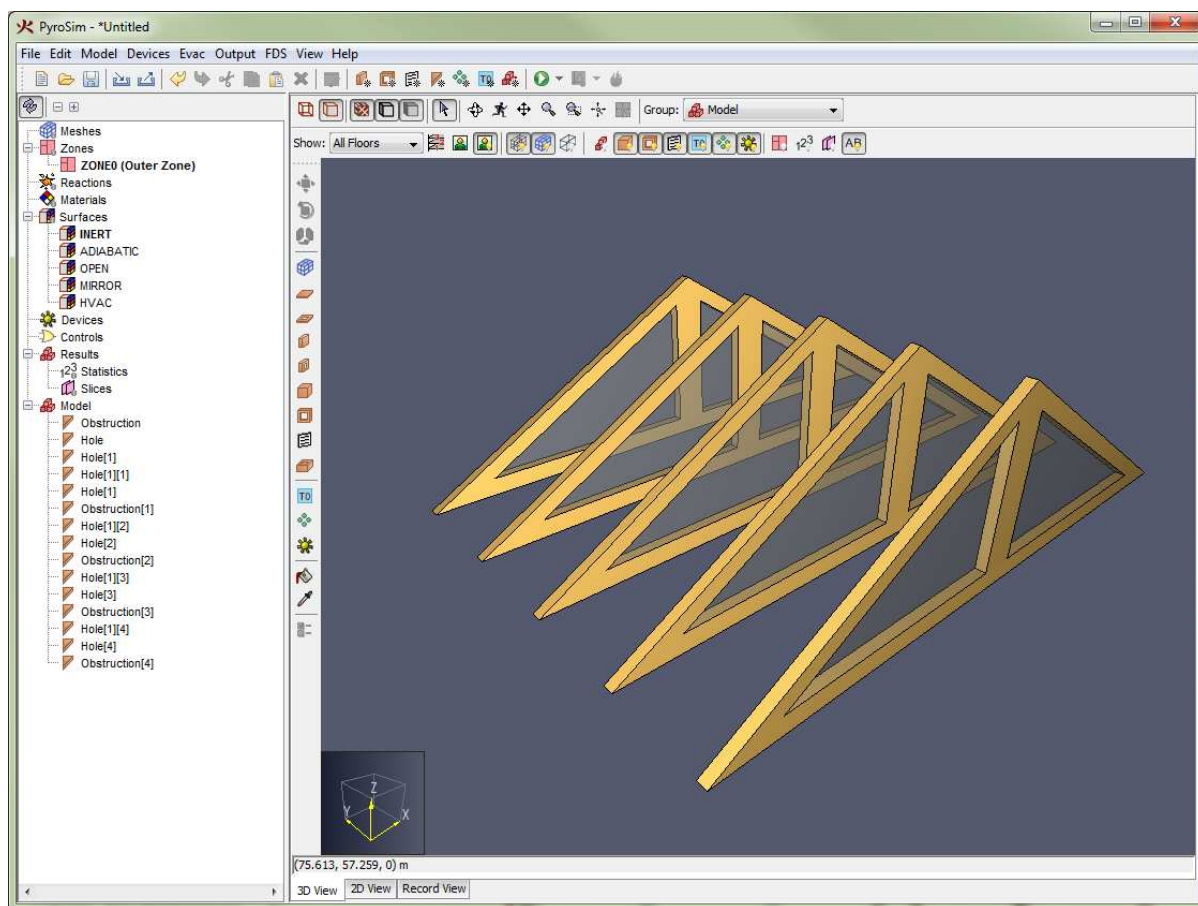 PyroSim - *Untitled
File Edit Model Devices Evac Output FDS View Help
Group: Model
Show: All Floors
123
AB
Meshes
Zones
ZONE0 (Outer Zone)
Reactions
Materials
Surfaces
INERT
ADIABATIC
OPEN
MIRROR
HVAC
Devices
Controls
Results
Statistics
Slices
Model
Obstruction
Hole
Hole[1]
Hole[1][1]
Hole[1]
Obstruction[1]
Hole[1][2]
Hole[2]
Obstruction[2]
Hole[1][3]
Hole[3]
Obstruction[3]
Hole[1][4]
Hole[4]
Obstruction[4]
Z
Y
X
(75.613, 57.259, 0) m
3D View 2D View Record View